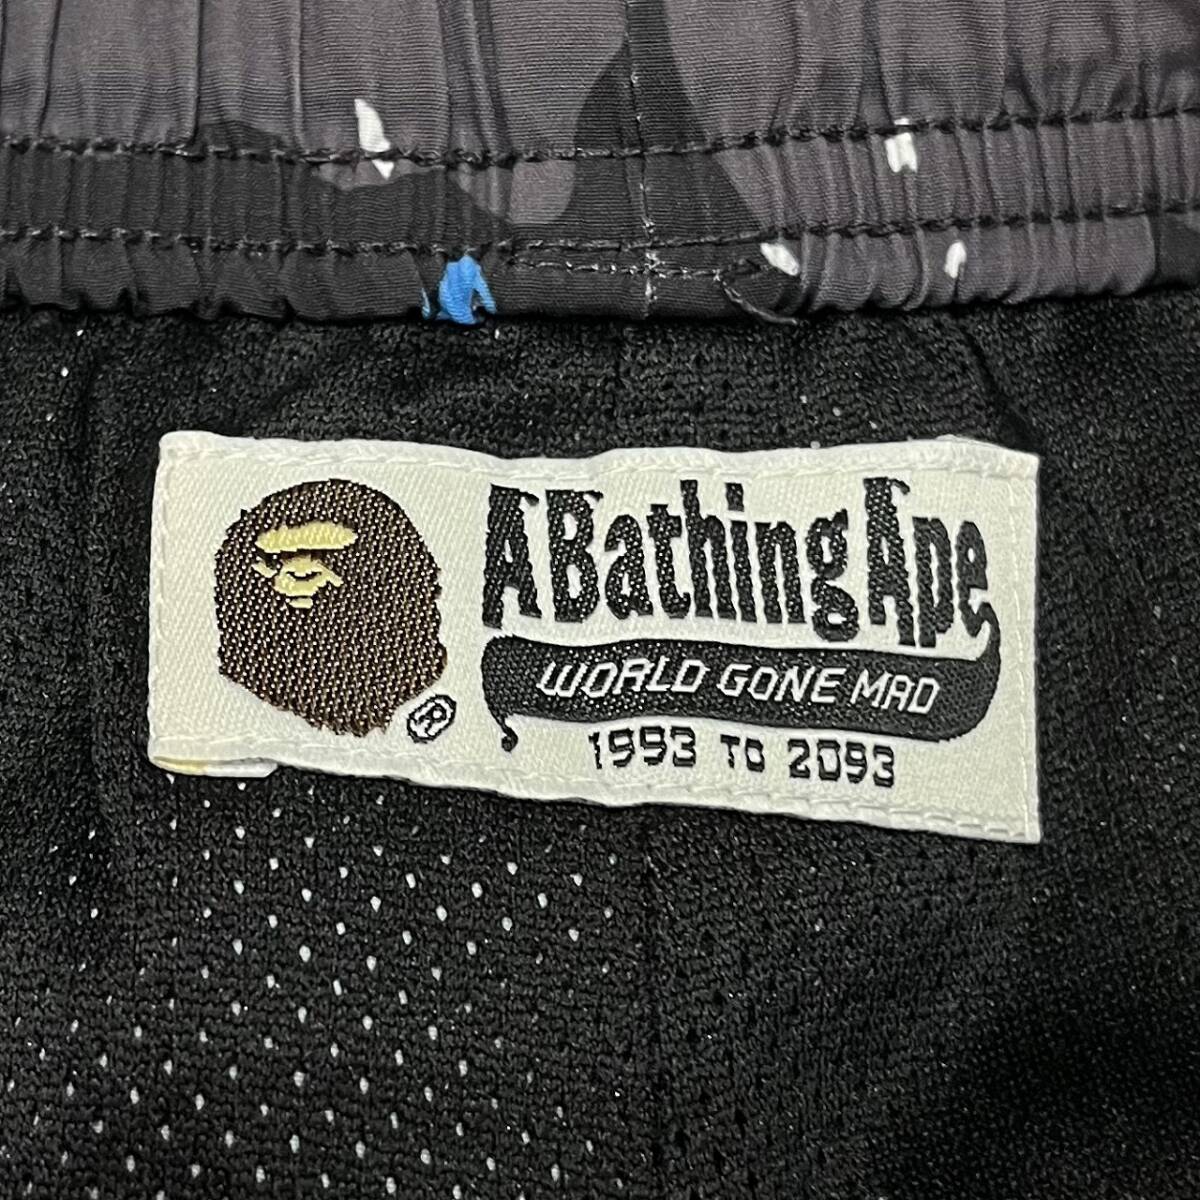 A Bathing Ape
WORLD GONE MAD
®
1993 TO 2093